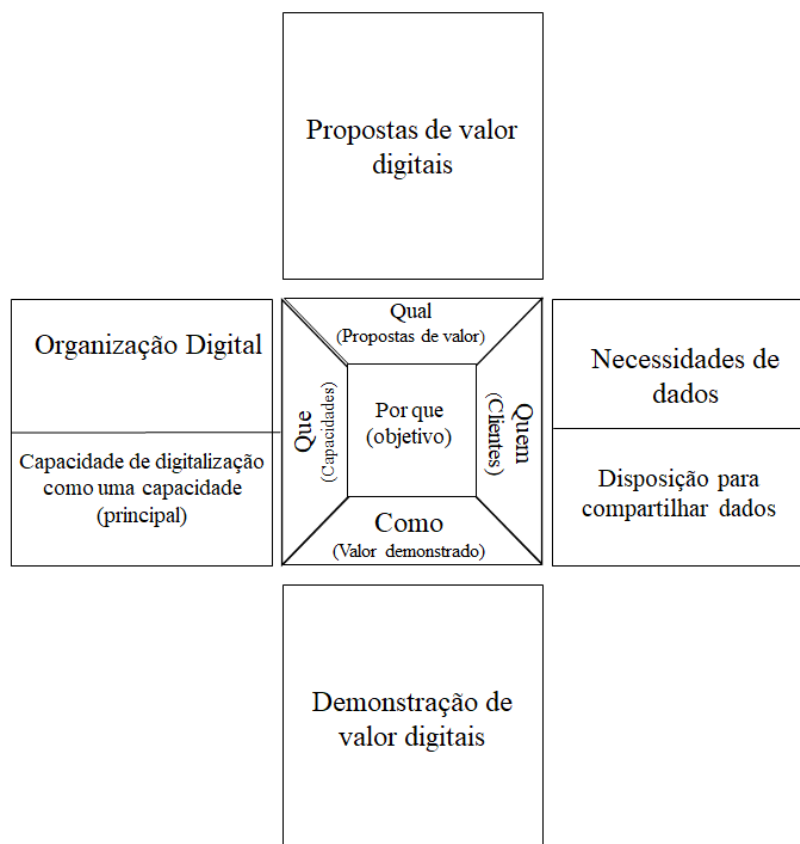 Propostas de valor
digitais
Organização Digital
Capacidade de digitalização
como uma capacidade
(principal)
Qual
(Propostas de valor)
Que
(Capacidades)
Por que
(objetivo)
Quem
(Clientes)
Como
(Valor demonstrado)
Necessidades de
dados
Disposição para
compartilhar dados
Demonstração de
valor digitais